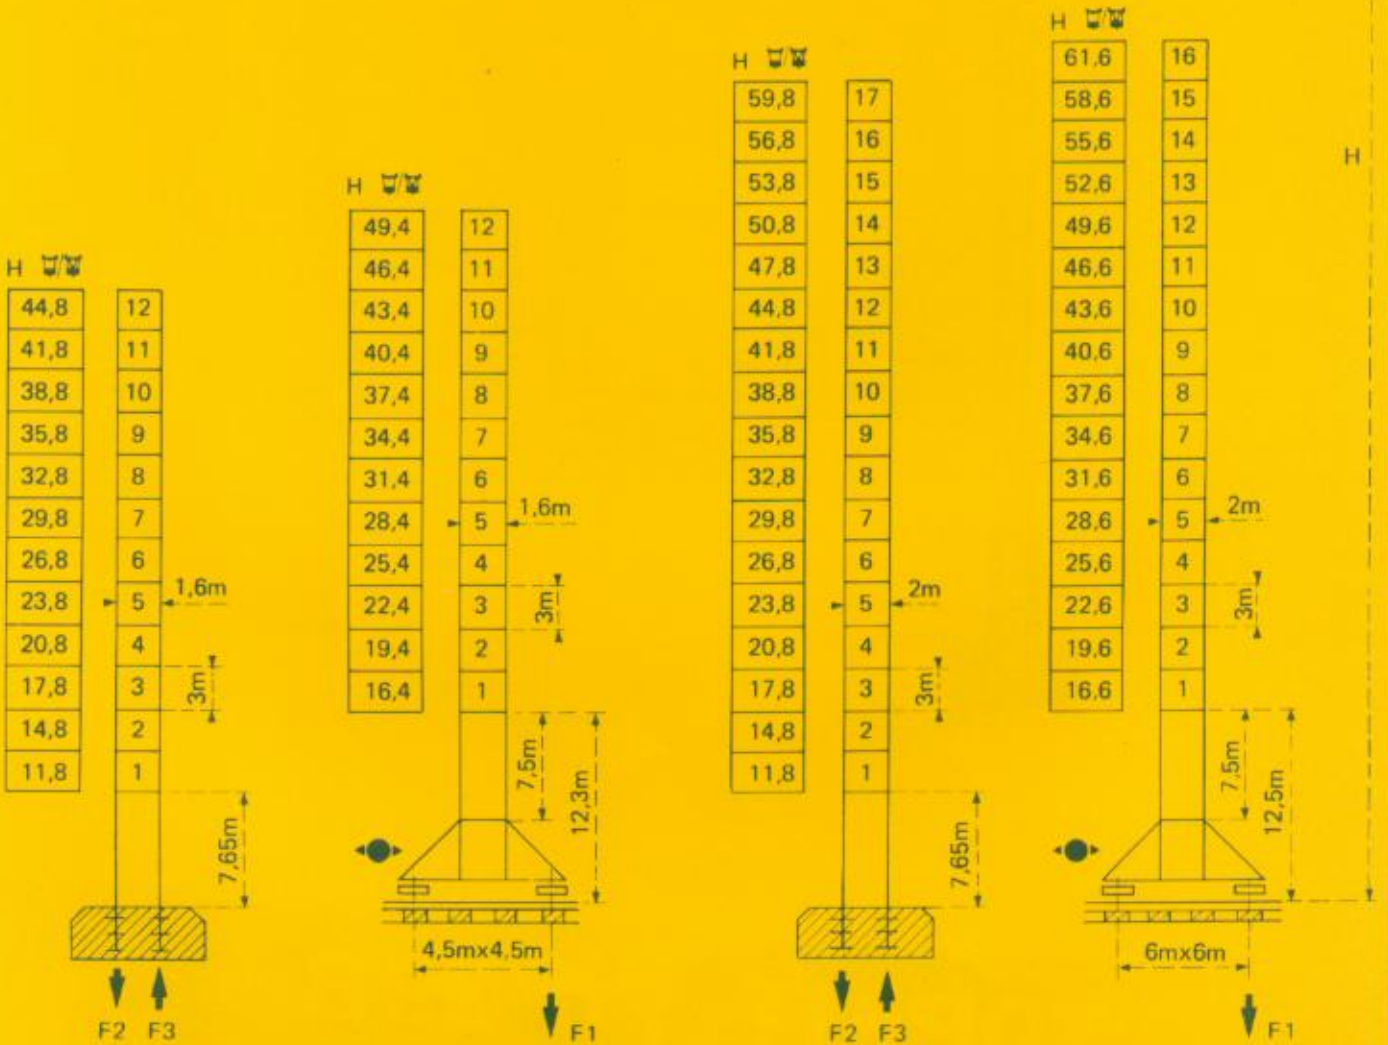 H
44,8 12
41,8 11
38,8 10
35,8 9
32,8 8
29,8 7
26,8 6
23,8 5 1,6m
20,8 4
17,8 3 3m
14,8 2
11,8 1
7,65m
F2 F3
H
49,4 12
46,4 11
43,4 10
40,4 9
37,4 8
34,4 7
31,4 6
28,4 5 1,6m
25,4 4
22,4 3 3m
19,4 2
16,4 1
7,5m
12,3m
4,5mx4,5m
F1
H
59,8 17
56,8 16
53,8 15
50,8 14
47,8 13
44,8 12
41,8 11
38,8 10
35,8 9
32,8 8
29,8 7
26,8 6
23,8 5 2m
20,8 4
17,8 3 3m
14,8 2
11,8 1
7,65m
F2 F3
H
61,6 16
58,6 15
55,6 14
52,6 13
49,6 12
46,6 11
43,6 10
40,6 9
37,6 8
34,6 7
31,6 6
28,6 5 2m
25,6 4
22,6 3 3m
19,6 2
16,6 1
7,5m
12,5m
6mx6m
F1
H